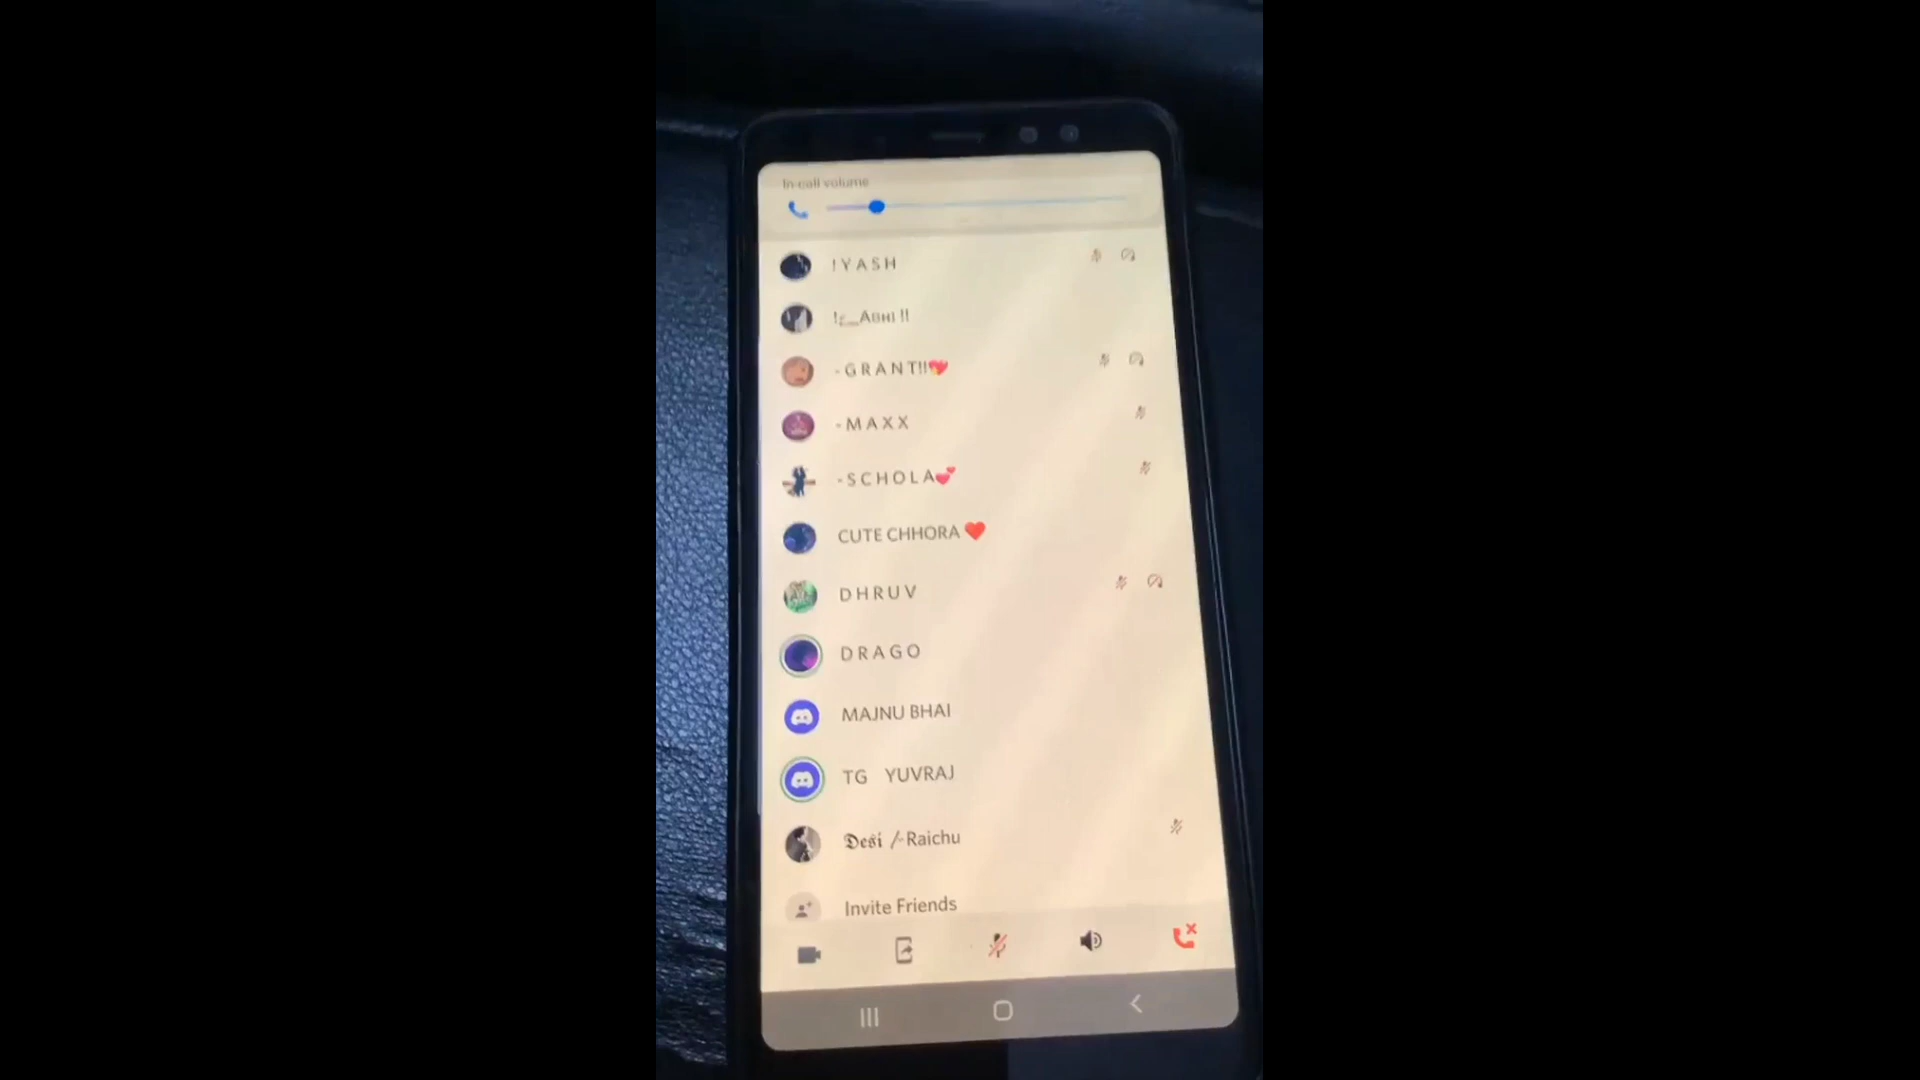 In-call volume
!YASH
-GRANT!!💖
-MAXX
-SCHOLA💕
CUTE CHHORA ❤️
DHRUV
DRAGO
MAJNU BHAI
TG YUVRAJ
𝕯𝖊𝖘𝖎 /-Raichu
Invite Friends